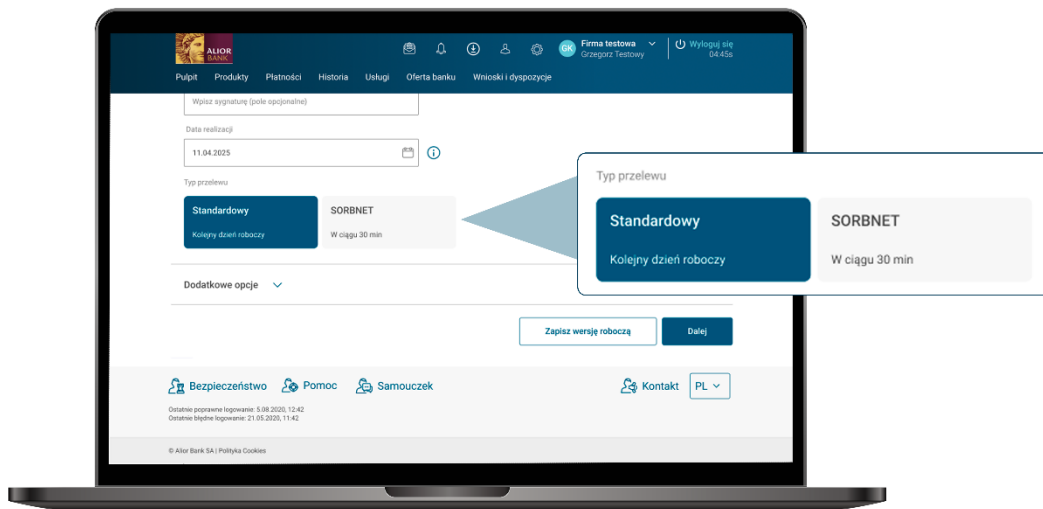 ALIOR
BANK
GK
Firma testowa
Grzegorz Testowy
Wyloguj się
04:45s
Pulpit Produkty Płatności Historia Usługi Oferta banku Wnioski i dyspozycje
Wpisz sygnaturę (pole opcjonalne)
Data realizacji
11.04.2025
Typ przelewu
Standardowy
Kolejny dzień roboczy
SORBNET
W ciągu 30 min
Typ przelewu
Standardowy
Kolejny dzień roboczy
SORBNET
W ciągu 30 min
Dodatkowe opcje
Zapisz wersję roboczą
Dalej
Bezpieczeństwo Pomoc Samouczek Kontakt PL
Ostatnie poprawne logowanie: 5.08.2020, 12:42
Ostatnie błędne logowanie: 21.05.2020, 11:42
© Alior Bank SA | Polityka Cookies